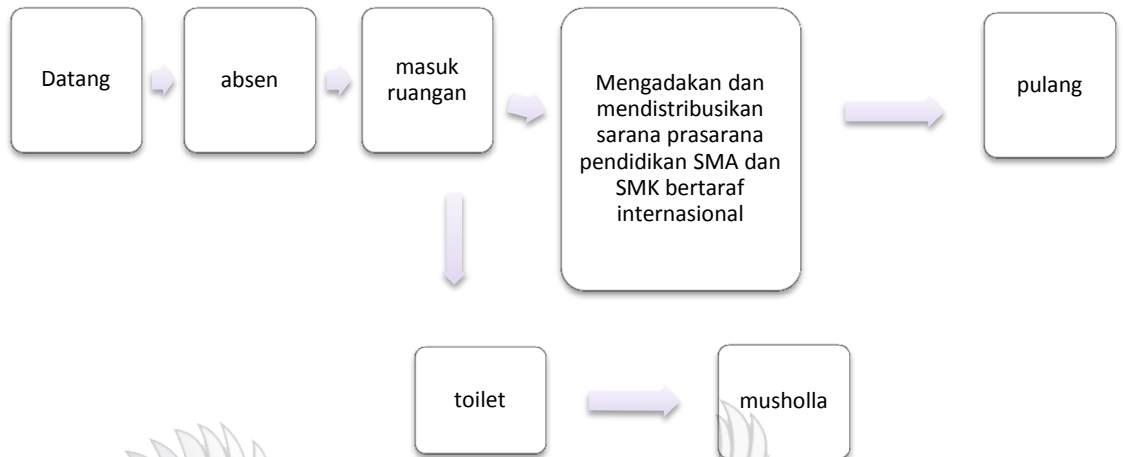 Datang
absen
masuk
ruangan
Mengadakan dan
mendistribusikan
sarana prasarana
pendidikan SMA dan
SMK bertaraf
internasional
pulang
toilet
musholla